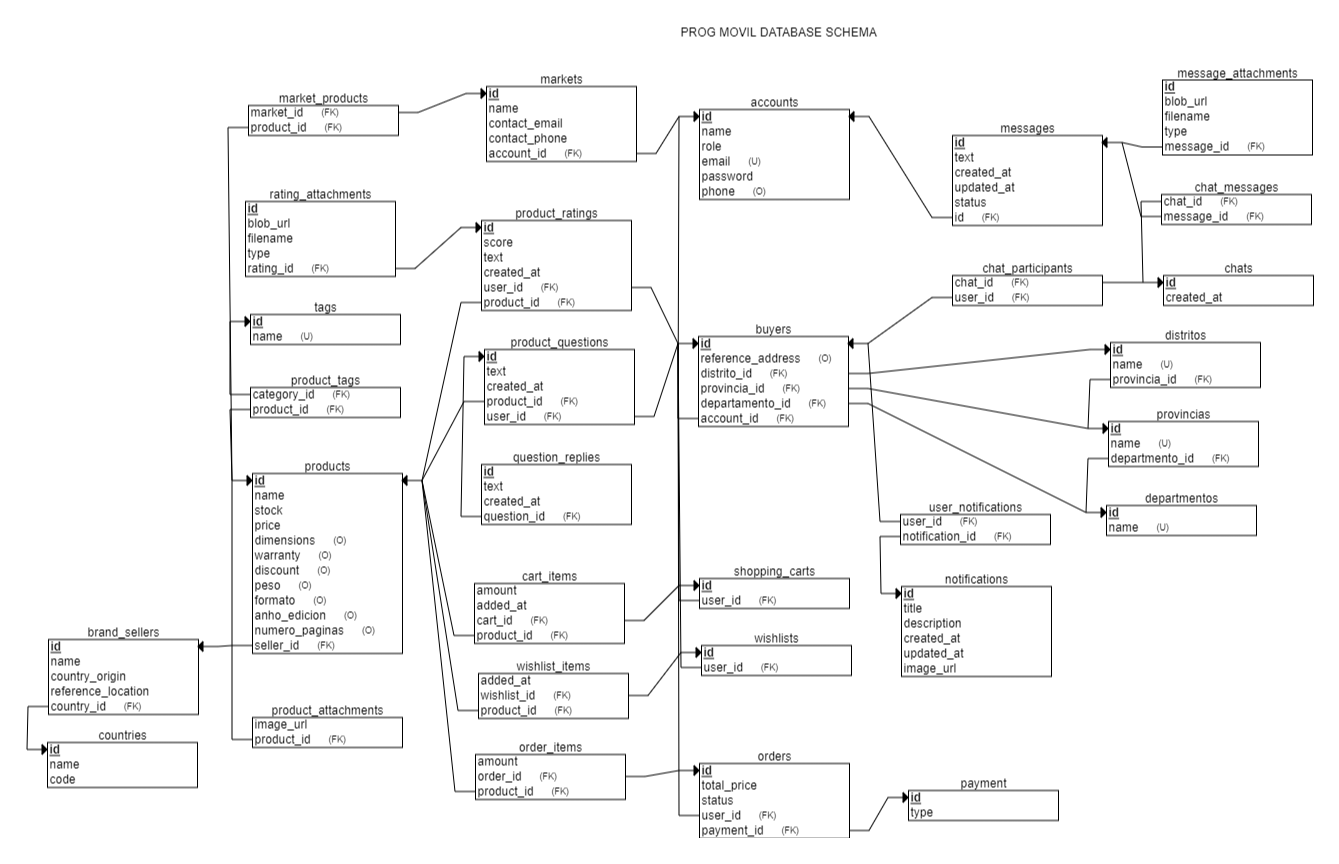 PROG MOVIL DATABASE SCHEMA
markets
id
name
contact_email
contact_phone
account_id (FK)
market_products
market_id (FK)
product_id (FK)
accounts
id
name
role
email (U)
password
phone (O)
message_attachments
id
blob_url
filename
type
message_id (FK)
messages
id
text
created_at
updated_at
status
id (FK)
chat_messages
chat_id (FK)
message_id (FK)
rating_attachments
id
blob_url
filename
type
rating_id (FK)
product_ratings
id
score
text
created_at
user_id (FK)
product_id (FK)
chat_participants
chat_id (FK)
user_id (FK)
chats
id
created_at
tags
id
name (U)
product_questions
id
text
created_at
product_id (FK)
user_id (FK)
buyers
id
reference_address (O)
distrito_id (FK)
provincia_id (FK)
departamento_id (FK)
account_id (FK)
distritos
id
name (U)
provincia_id (FK)
product_tags
category_id (FK)
product_id (FK)
provincias
id
name (U)
departmento_id (FK)
products
id
name
stock
price
dimensions (O)
warranty (O)
discount (O)
peso (O)
formato (O)
anho_edicion (O)
numero_paginas (O)
seller_id (FK)
question_replies
id
text
created_at
question_id (FK)
departmentos
id
name (U)
user_notifications
user_id (FK)
notification_id (FK)
cart_items
amount
added_at
cart_id (FK)
product_id (FK)
shopping_carts
id
user_id (FK)
notifications
id
title
description
created_at
updated_at
image_url
brand_sellers
id
name
country_origin
reference_location
country_id (FK)
wishlist_items
added_at
wishlist_id (FK)
product_id (FK)
wishlists
id
user_id (FK)
product_attachments
image_url
product_id (FK)
countries
id
name
code
order_items
amount
order_id (FK)
product_id (FK)
orders
id
total_price
status
user_id (FK)
payment_id (FK)
payment
id
type